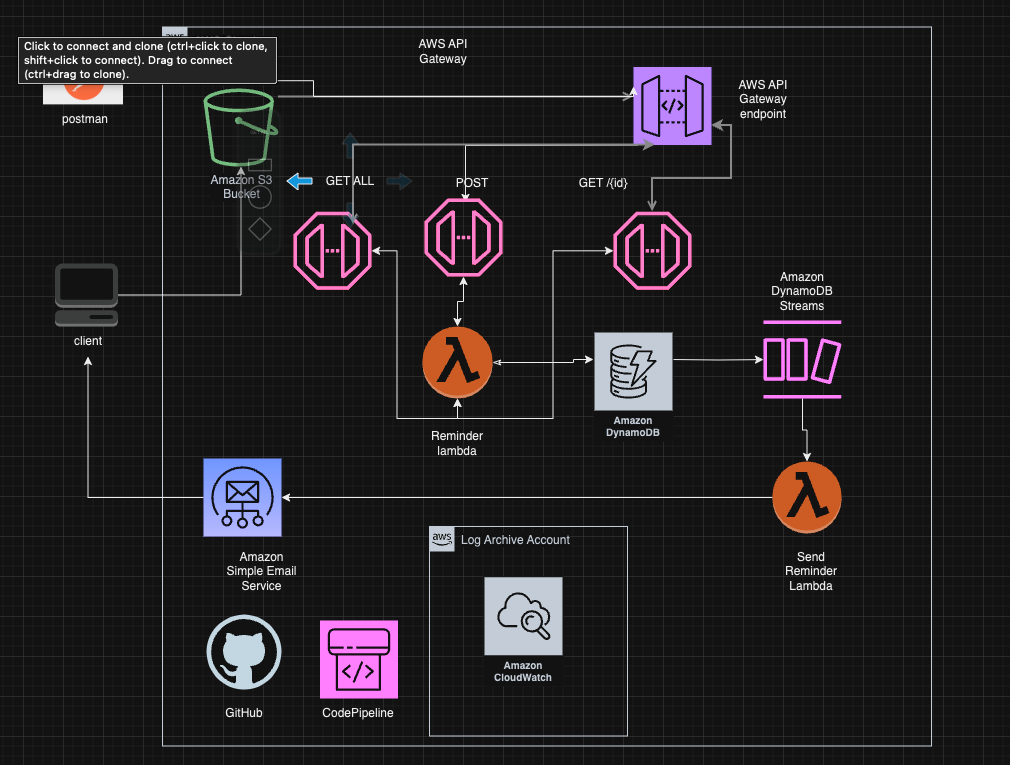 aws
Click to connect and clone (ctrl+click to clone,
shift+click to connect). Drag to connect
(ctrl+drag to clone).
AWS API
Gateway
AWS API
Gateway
endpoint
postman
Amazon S3
Bucket
GET ALL
POST
GET /{id}
Amazon
DynamoDB
Streams
client
Amazon
DynamoDB
Reminder
lambda
aws
Log Archive Account
Amazon
Simple Email
Service
Send
Reminder
Lambda
Amazon
CloudWatch
GitHub
CodePipeline